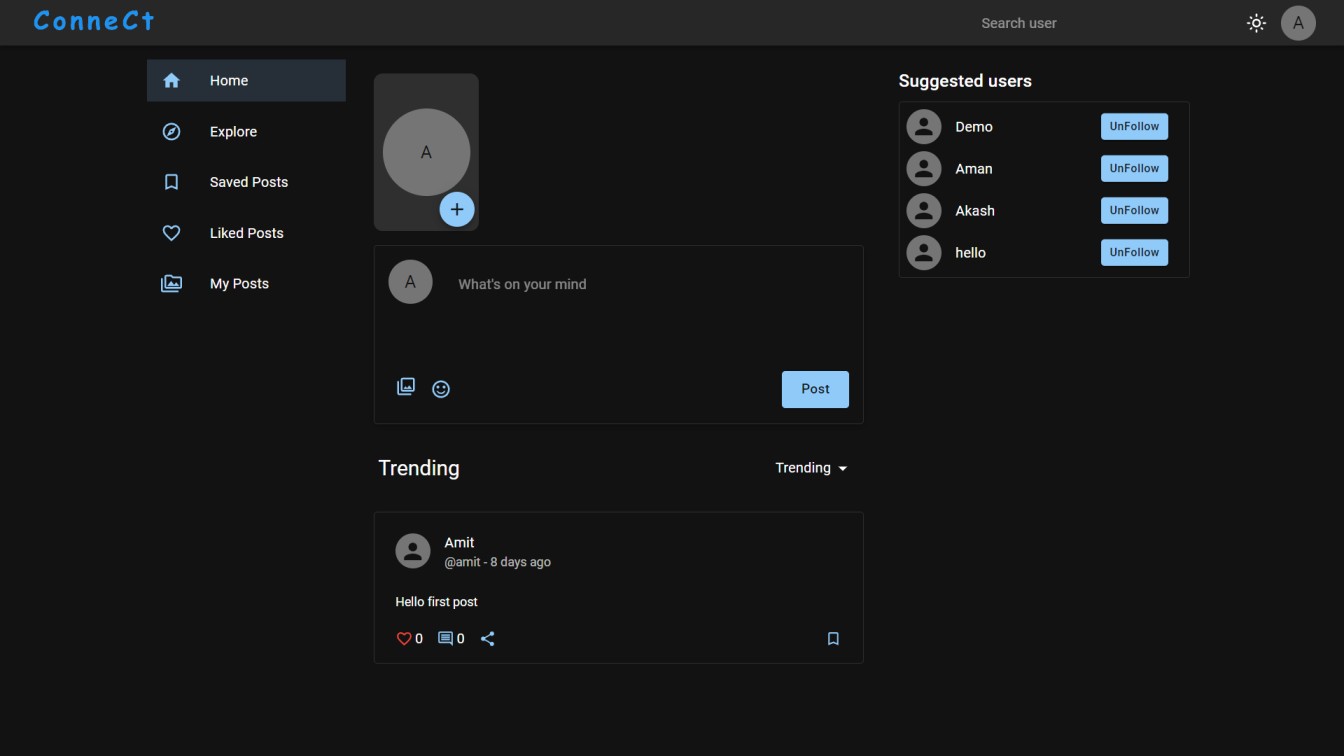 ConneCt
Search user
A
Home
Explore
Saved Posts
Liked Posts
My Posts
A
A
What's on your mind
Post
Trending
Trending
Amit
@amit - 8 days ago
Hello first post
0
0
Suggested users
Demo
UnFollow
Aman
UnFollow
Akash
UnFollow
hello
UnFollow